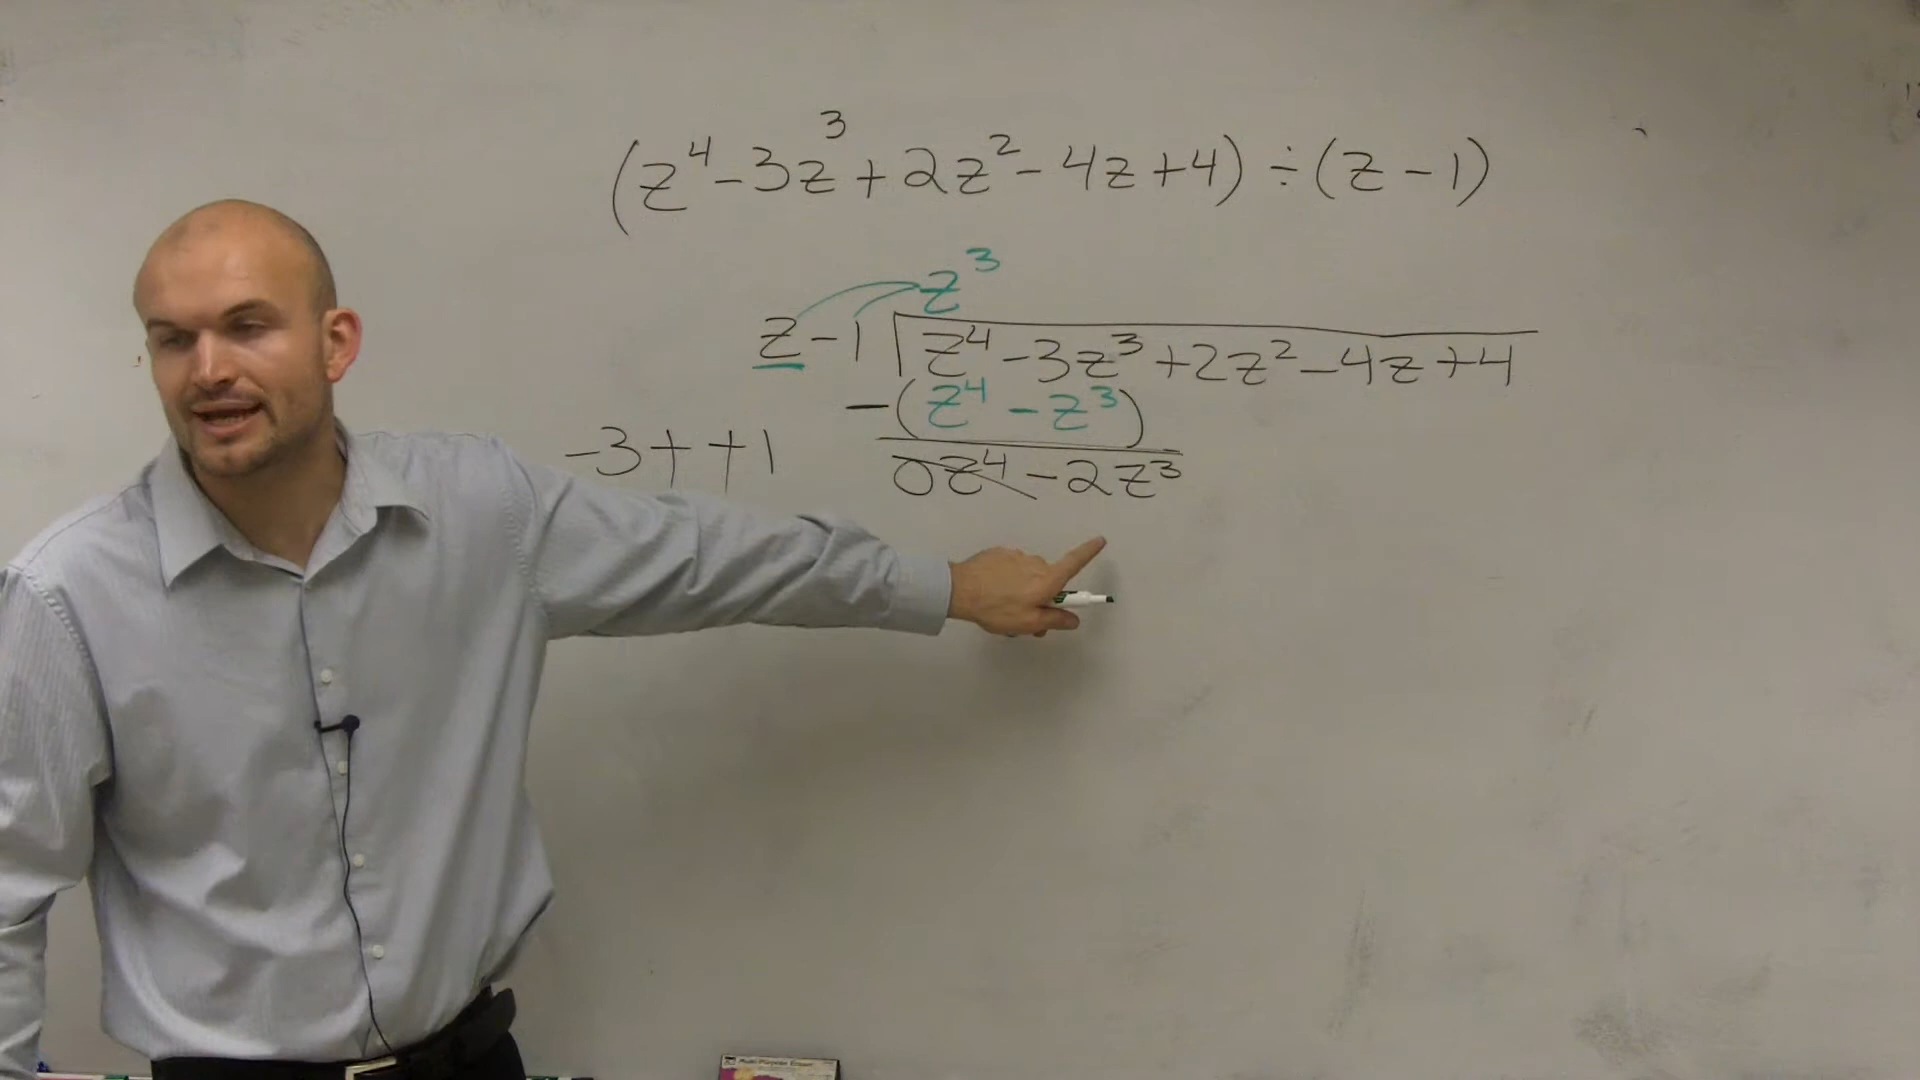 (z⁴ - 3z³ + 2z² - 4z + 4) ÷ (z - 1)
z³
z - 1 z⁴ - 3z³ + 2z² - 4z + 4
-(z⁴ - z³)
-3 + +1
0z⁴ - 2z³